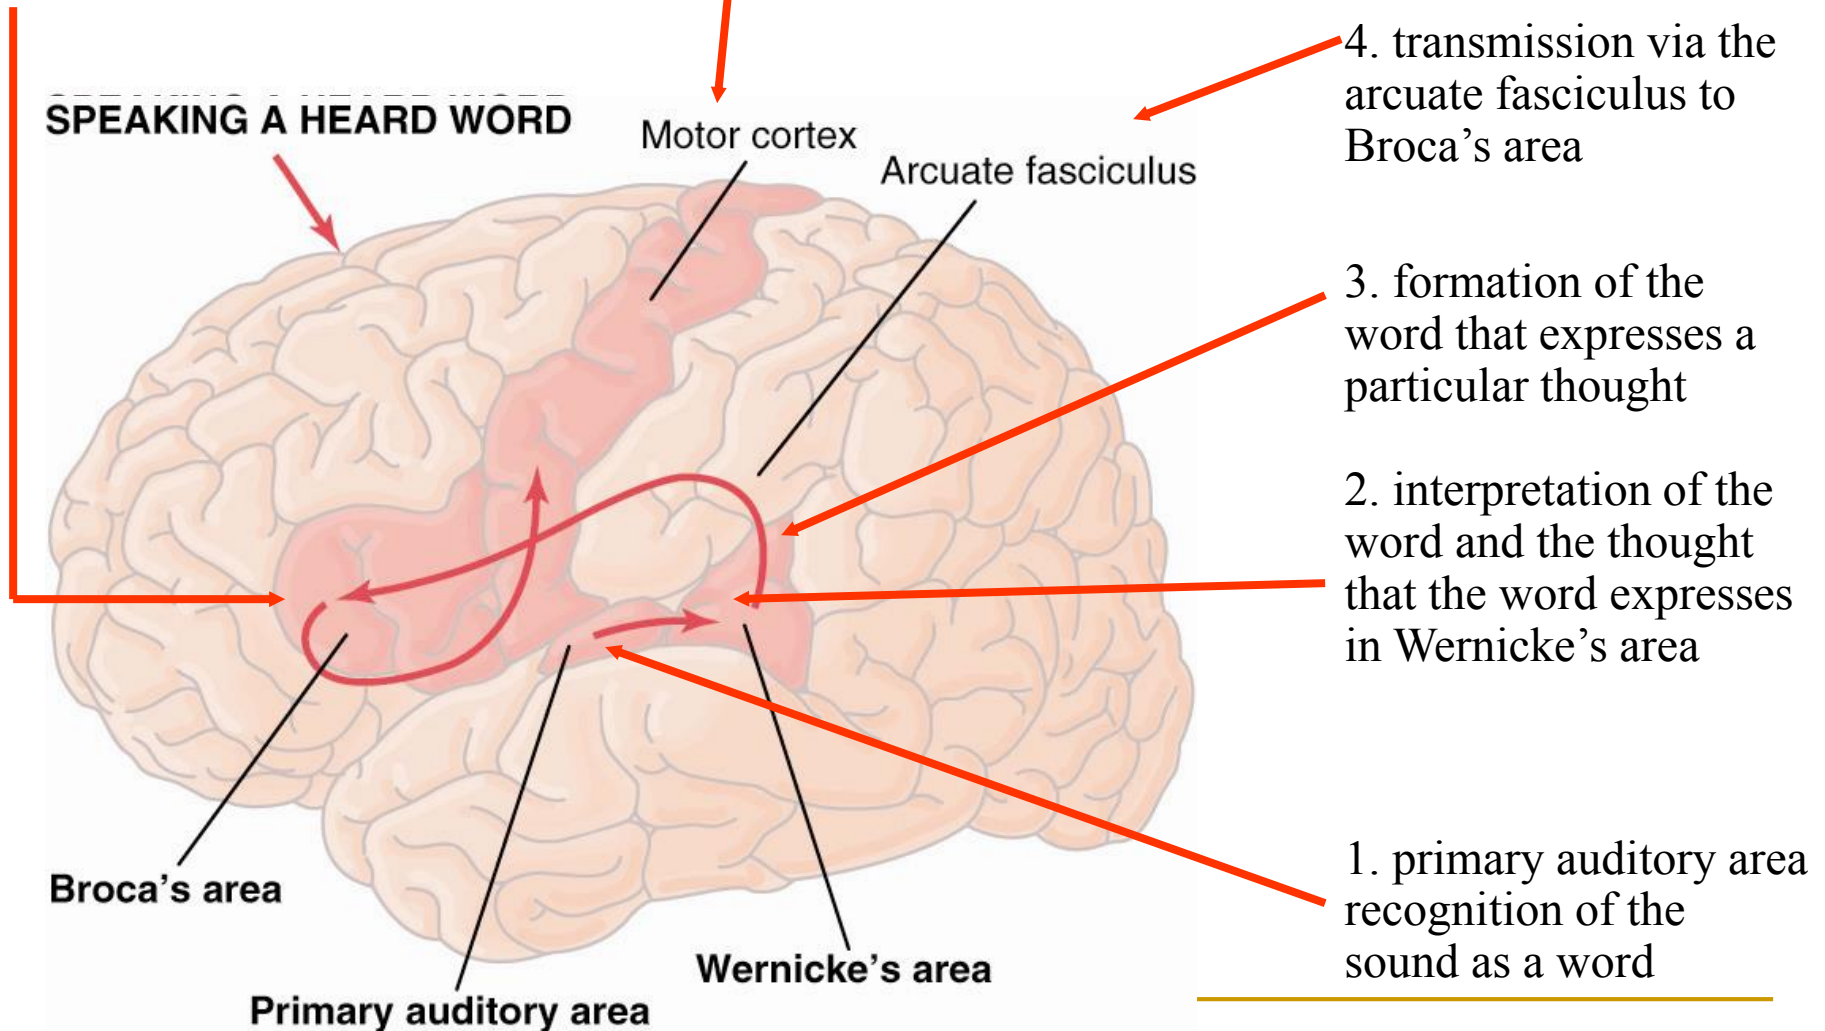 SPEAKING A HEARD WORD
Motor cortex
Arcuate fasciculus
Broca’s area
Primary auditory area
Wernicke’s area
4. transmission via the
arcuate fasciculus to
Broca’s area
3. formation of the
word that expresses a
particular thought
2. interpretation of the
word and the thought
that the word expresses
in Wernicke’s area
1. primary auditory area
recognition of the
sound as a word